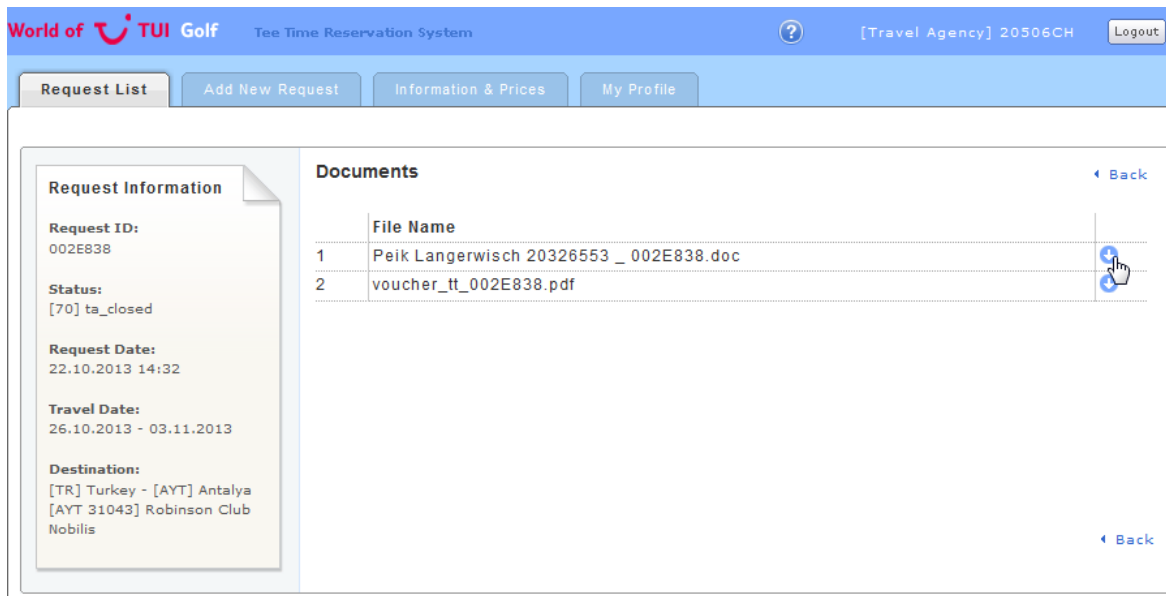 World of TUI Golf Tee Time Reservation System ? [Travel Agency] 20506CH Logout
Request List Add New Request Information & Prices My Profile
Request Information
Request ID:
002E838
Status:
[70] ta_closed
Request Date:
22.10.2013 14:32
Travel Date:
26.10.2013 - 03.11.2013
Destination:
[TR] Turkey - [AYT] Antalya
[AYT 31043] Robinson Club
Nobilis
Documents
Back
File Name
1 Peik Langerwisch 20326553 _ 002E838.doc
2 voucher_tt_002E838.pdf
Back